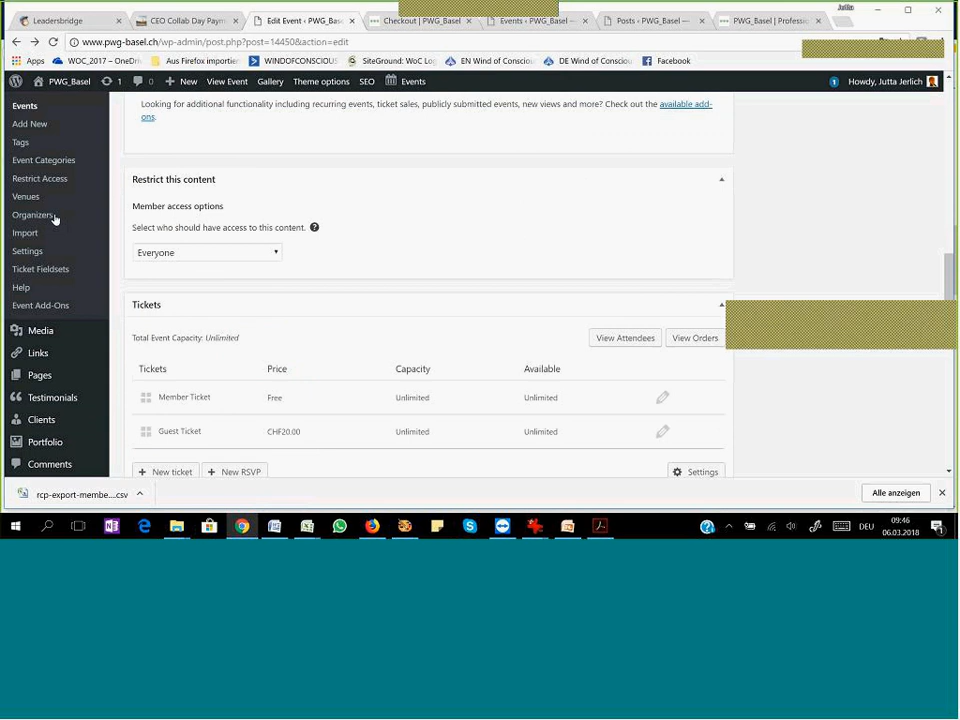 Jutta
Leadersbridge
CEO Collab Day Paym
Edit Event ‹ PWG_Bas
Checkout | PWG_Basel
Events ‹ PWG_Basel —
Posts ‹ PWG_Basel —
PWG_Basel | Professio
www.pwg-basel.ch/wp-admin/post.php?post=14450&action=edit
Apps
WOC_2017 – OneDri
Aus Firefox importier
WINDOFCONSCIOUS
SiteGround: WoC Log
EN Wind of Consciou
DE Wind of Consciou
Facebook
PWG_Basel
1
0
New
View Event
Gallery
Theme options
SEO
Events
1
Howdy, Jutta Jerlich
Events
Add New
Tags
Event Categories
Restrict Access
Venues
Organizers
Import
Settings
Ticket Fieldsets
Help
Event Add-Ons
Media
Links
Pages
Testimonials
Clients
Portfolio
Comments
Looking for additional functionality including recurring events, ticket sales, publicly submitted events, new views and more? Check out the available add-
ons.
Restrict this content
Member access options
Select who should have access to this content.
Everyone
Tickets
Total Event Capacity: Unlimited
View Attendees
View Orders
Tickets Price Capacity Available
Member Ticket Free Unlimited Unlimited
Guest Ticket CHF20.00 Unlimited Unlimited
New ticket
New RSVP
Settings
rcp-export-membe....csv
Alle anzeigen
DEU
09:46
06.03.2018